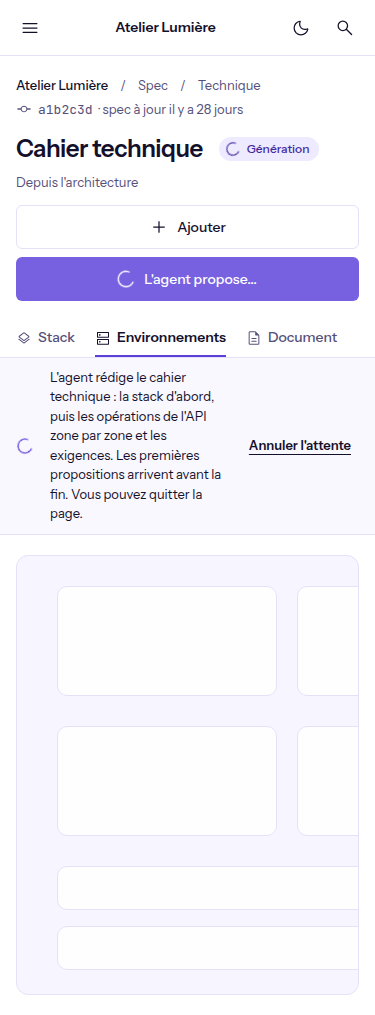 Atelier Lumière
Atelier Lumière / Spec / Technique
a1b2c3d · spec à jour il y a 28 jours
Cahier technique
Génération
Depuis l'architecture
Ajouter
L'agent propose...
Stack
Environnements
Document
L'agent rédige le cahier
technique : la stack d'abord,
puis les opérations de l'API
zone par zone et les
exigences. Les premières
propositions arrivent avant la
fin. Vous pouvez quitter la
page.
Annuler l'attente